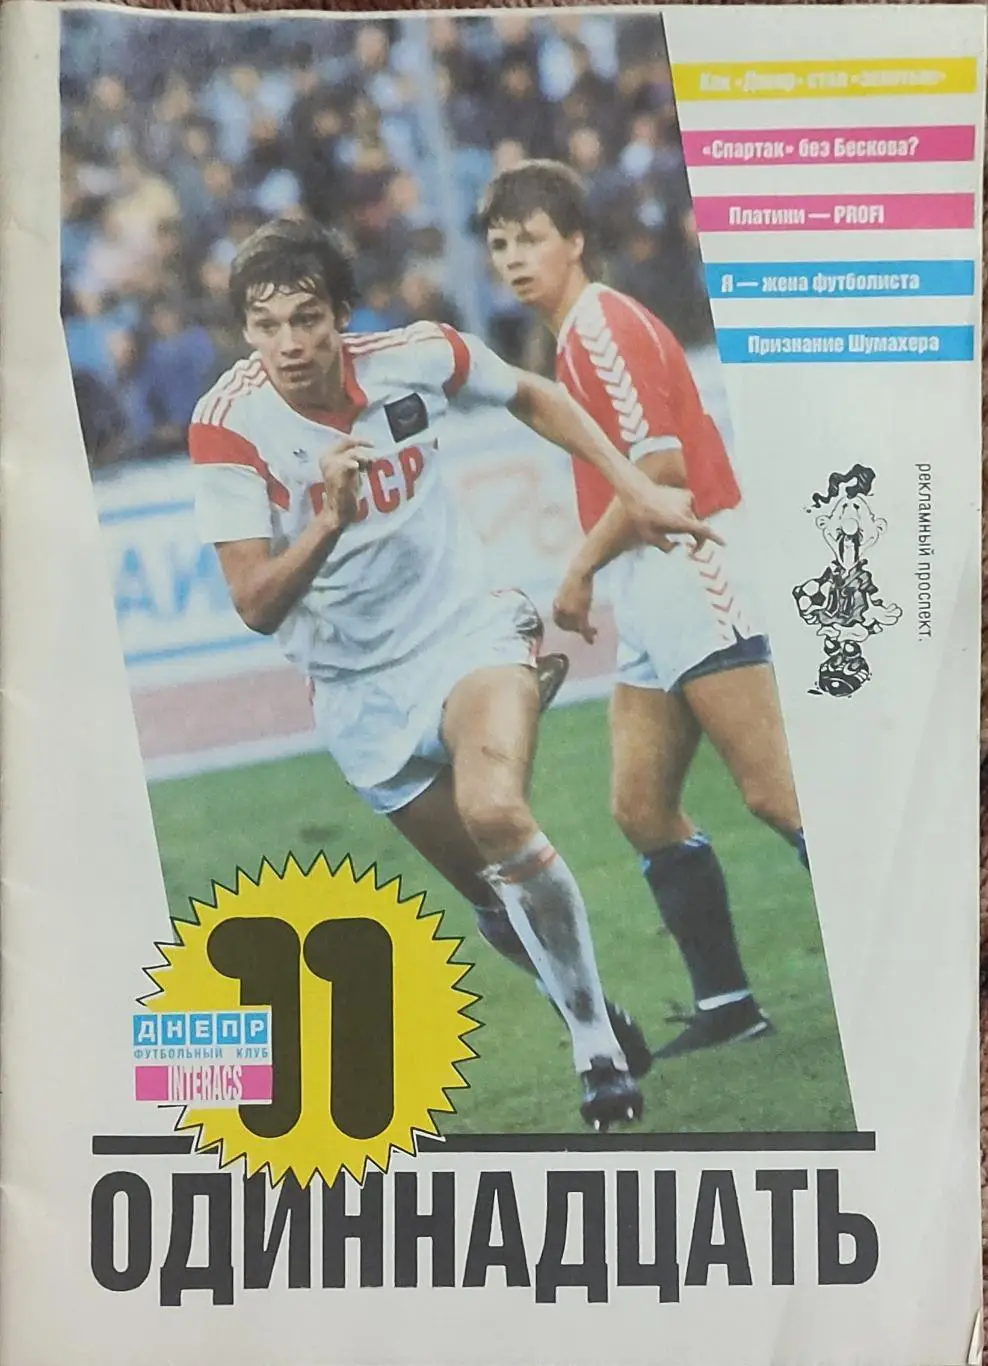 Как «Днепр» стал «золотым»
«Спартак» без Бескова?
Платини — PROFI
Я — жена футболиста
Признание Шумахера
рекламный проспект.
СССР
АИ
11
ДНЕПР
ФУТБОЛЬНЫЙ КЛУБ
INTERACS
ОДИННАДЦАТЬ